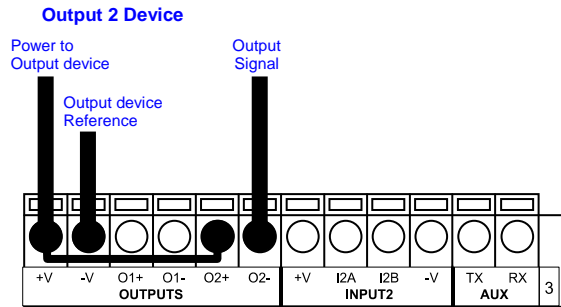 Output 2 Device
Power to
Output device
Output
Signal
Output device
Reference
+V -V O1+ O1- O2+ O2- +V I2A I2B -V TX RX 3
OUTPUTS INPUT2 AUX